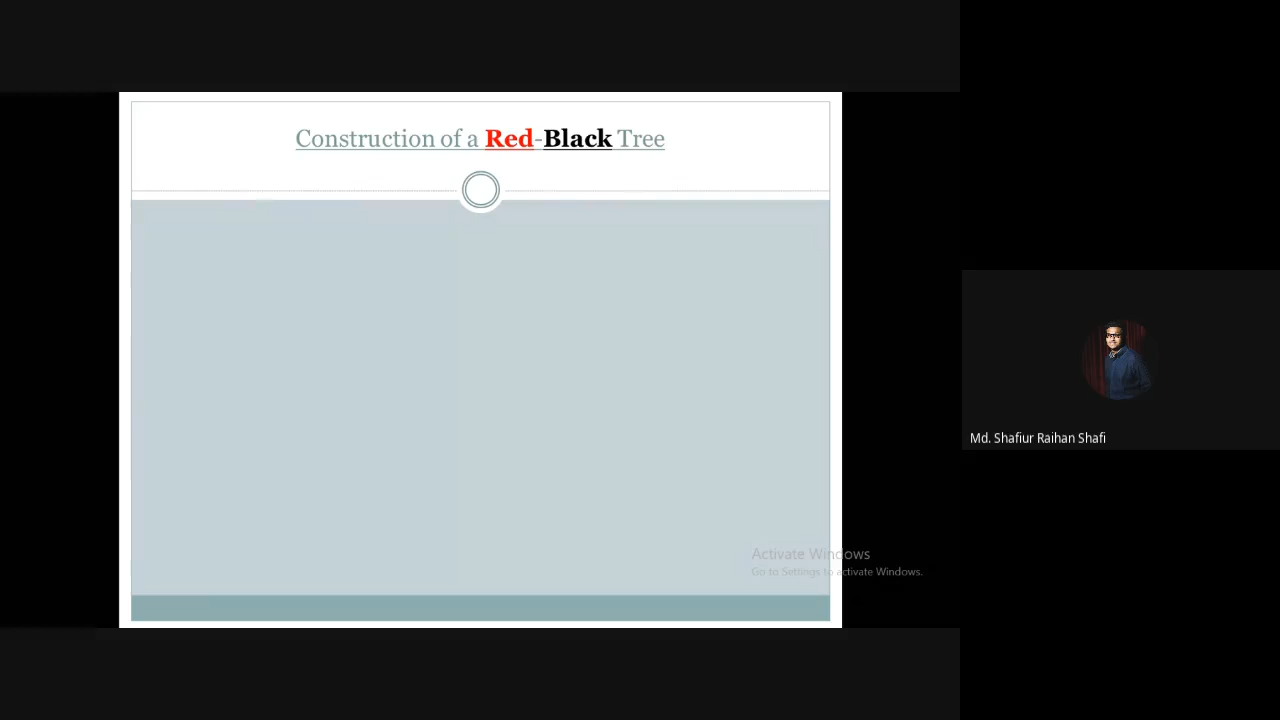 Construction of a Red-Black Tree
Md. Shafiur Raihan Shafi
Activate Windows
Go to Settings to activate Windows.